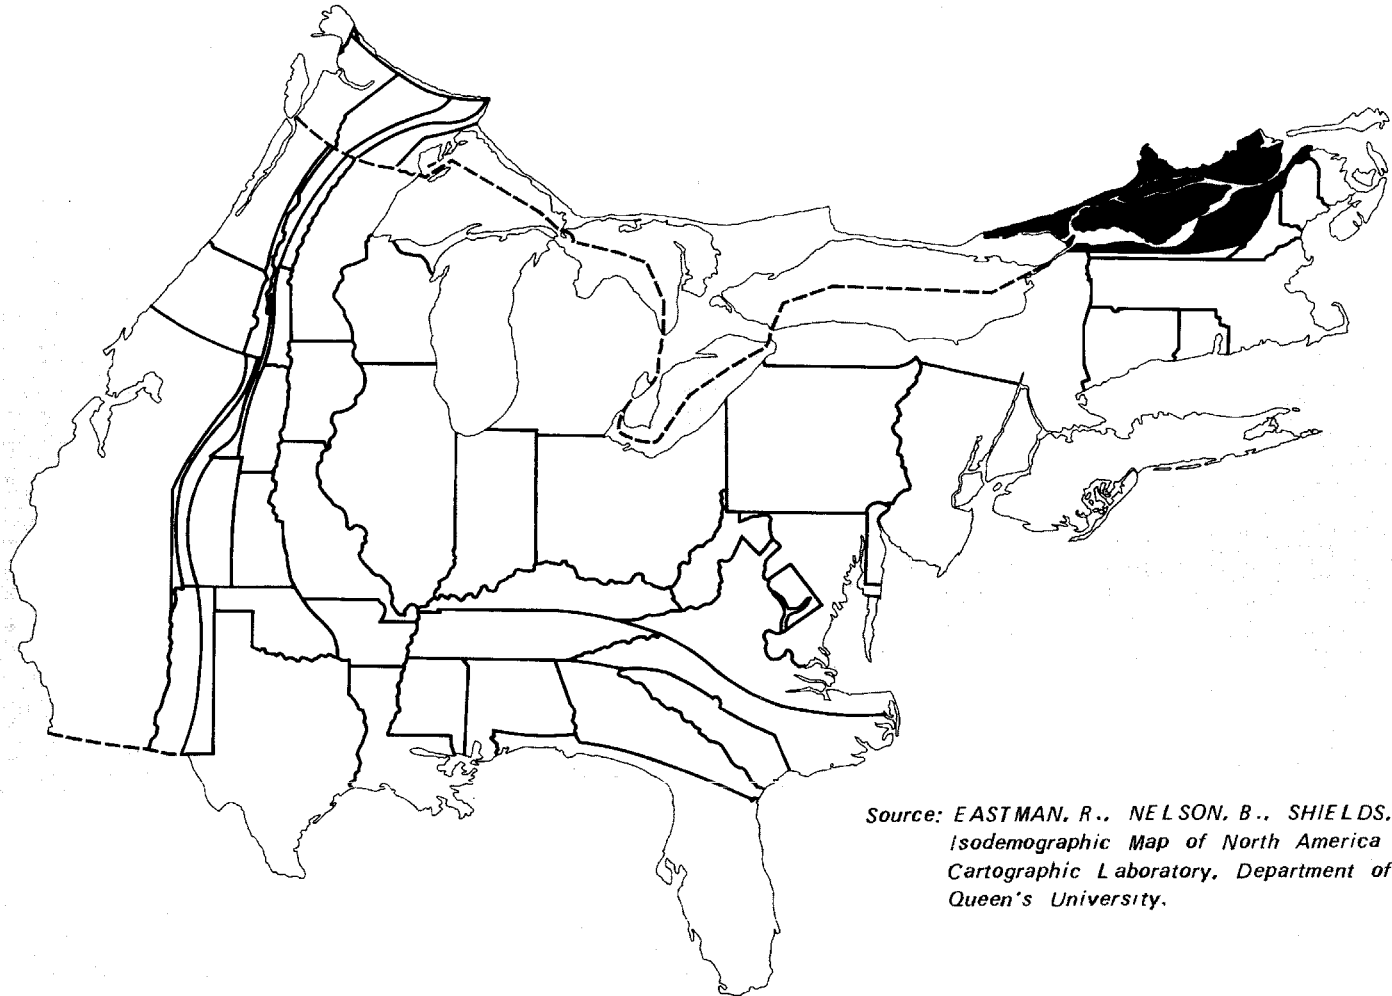 Source: EASTMAN, R., NELSON, B., SHIELDS,
Isodemographic Map of North America
Cartographic Laboratory, Department of
Queen's University.